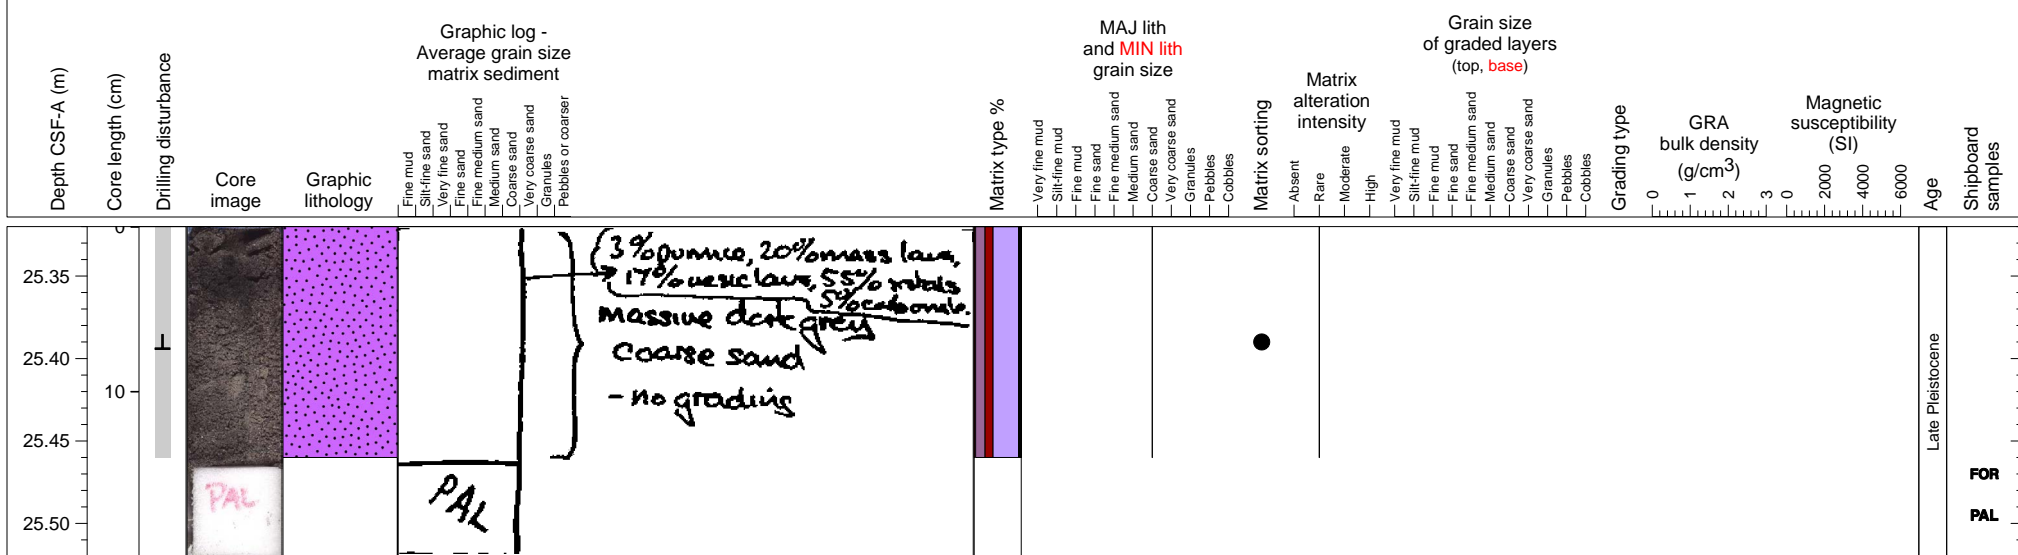 Depth CSF-A (m)
Core length (cm)
Drilling disturbance
Core
image
Graphic
lithology
Graphic log -
Average grain size
matrix sediment
Fine mud
Silt-fine sand
Very fine sand
Fine sand
Fine medium sand
Medium sand
Coarse sand
Very coarse sand
Granules
Pebbles or coarser
Matrix type %
MAJ lith
and MIN lith
grain size
Very fine mud
Silt-fine mud
Fine mud
Fine sand
Fine medium sand
Medium sand
Coarse sand
Very coarse sand
Granules
Pebbles
Cobbles
Matrix sorting
Matrix
alteration
intensity
Absent
Rare
Moderate
High
Grain size
of graded layers
(top, base)
Very fine mud
Silt-fine mud
Fine mud
Fine sand
Fine medium sand
Medium sand
Coarse sand
Very coarse sand
Granules
Pebbles
Cobbles
Grading type
GRA
bulk density
(g/cm3)
0 1 2 3
Magnetic
susceptibility
(SI)
0 2000 4000 6000
Age
Shipboard
samples
0
25.35
25.40
10
25.45
25.50
3% pumice, 20% mass lava,
17% vesic lava, 55% xstals
5% carbonate.
Massive dark grey
Coarse sand
- no grading
PAL
PAL
Late Pleistocene
FOR
PAL